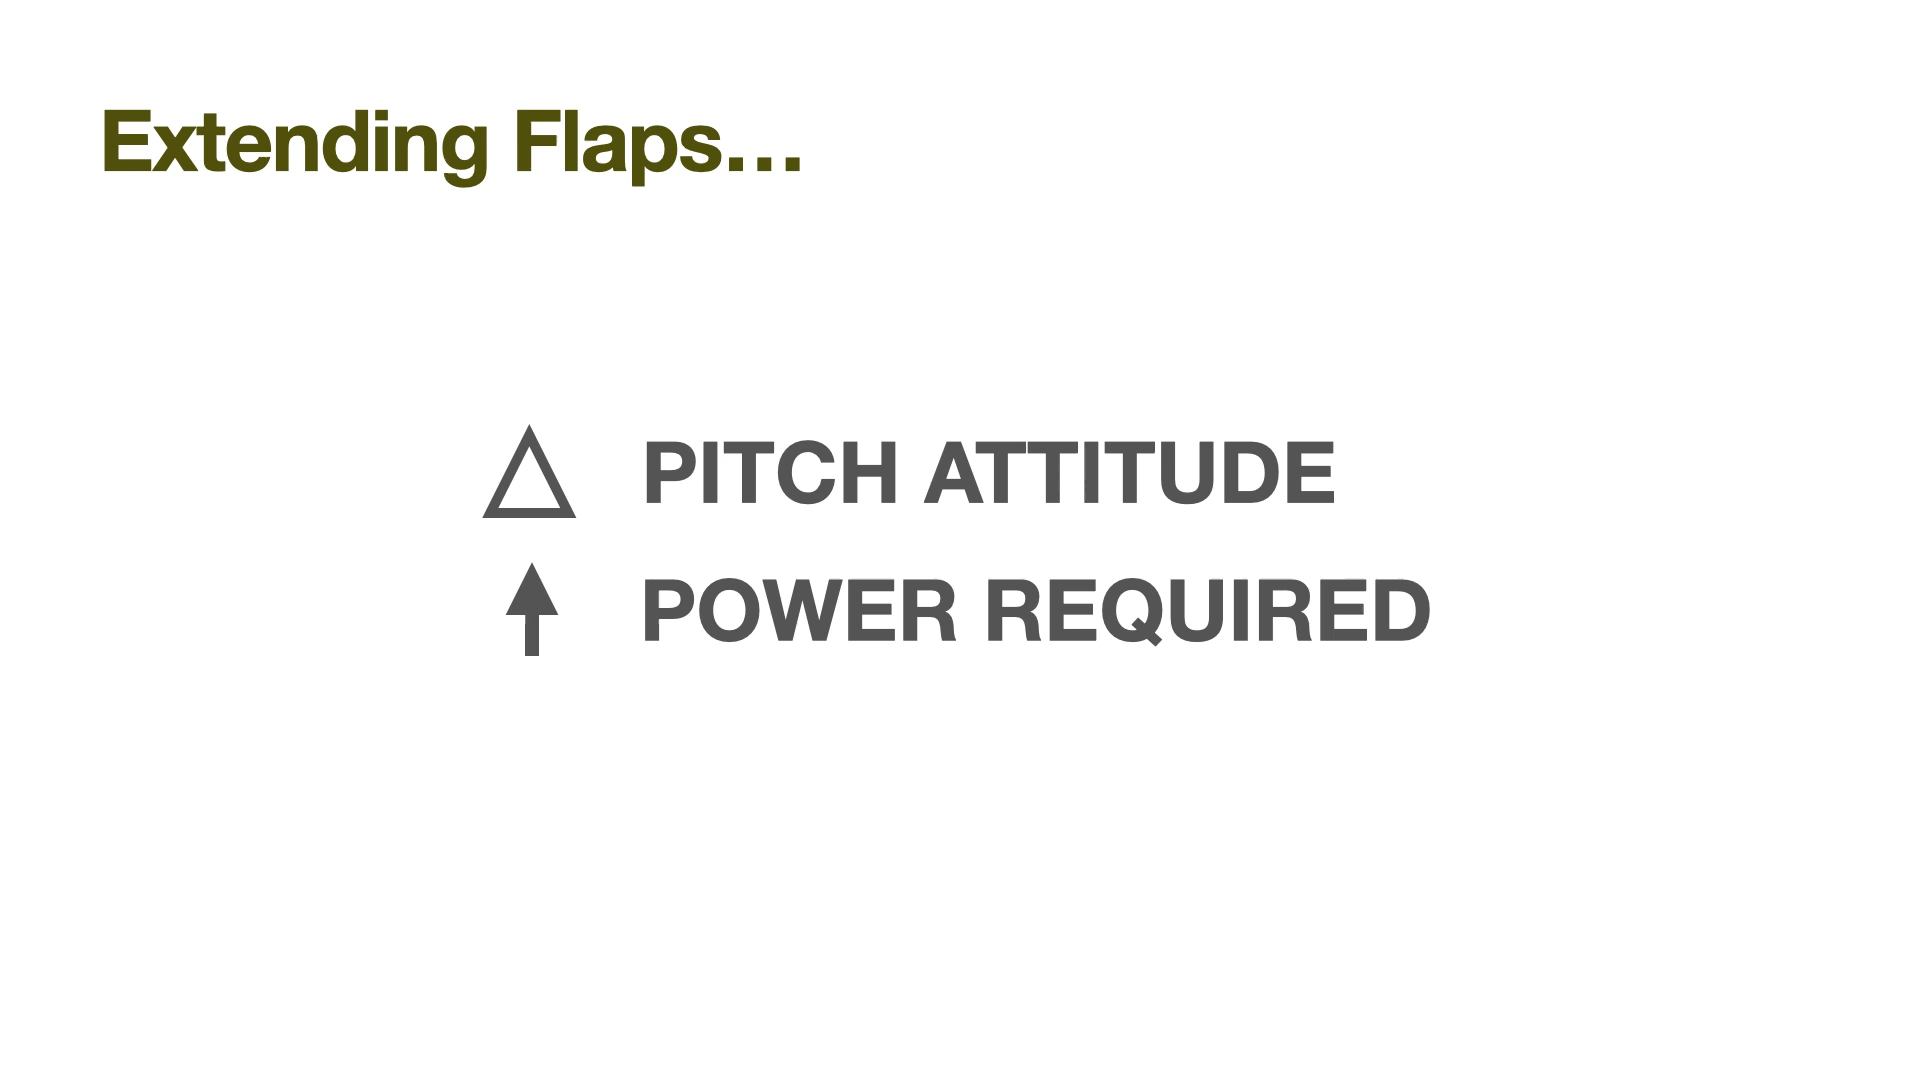 Extending Flaps…
△ PITCH ATTITUDE
⬆ POWER REQUIRED